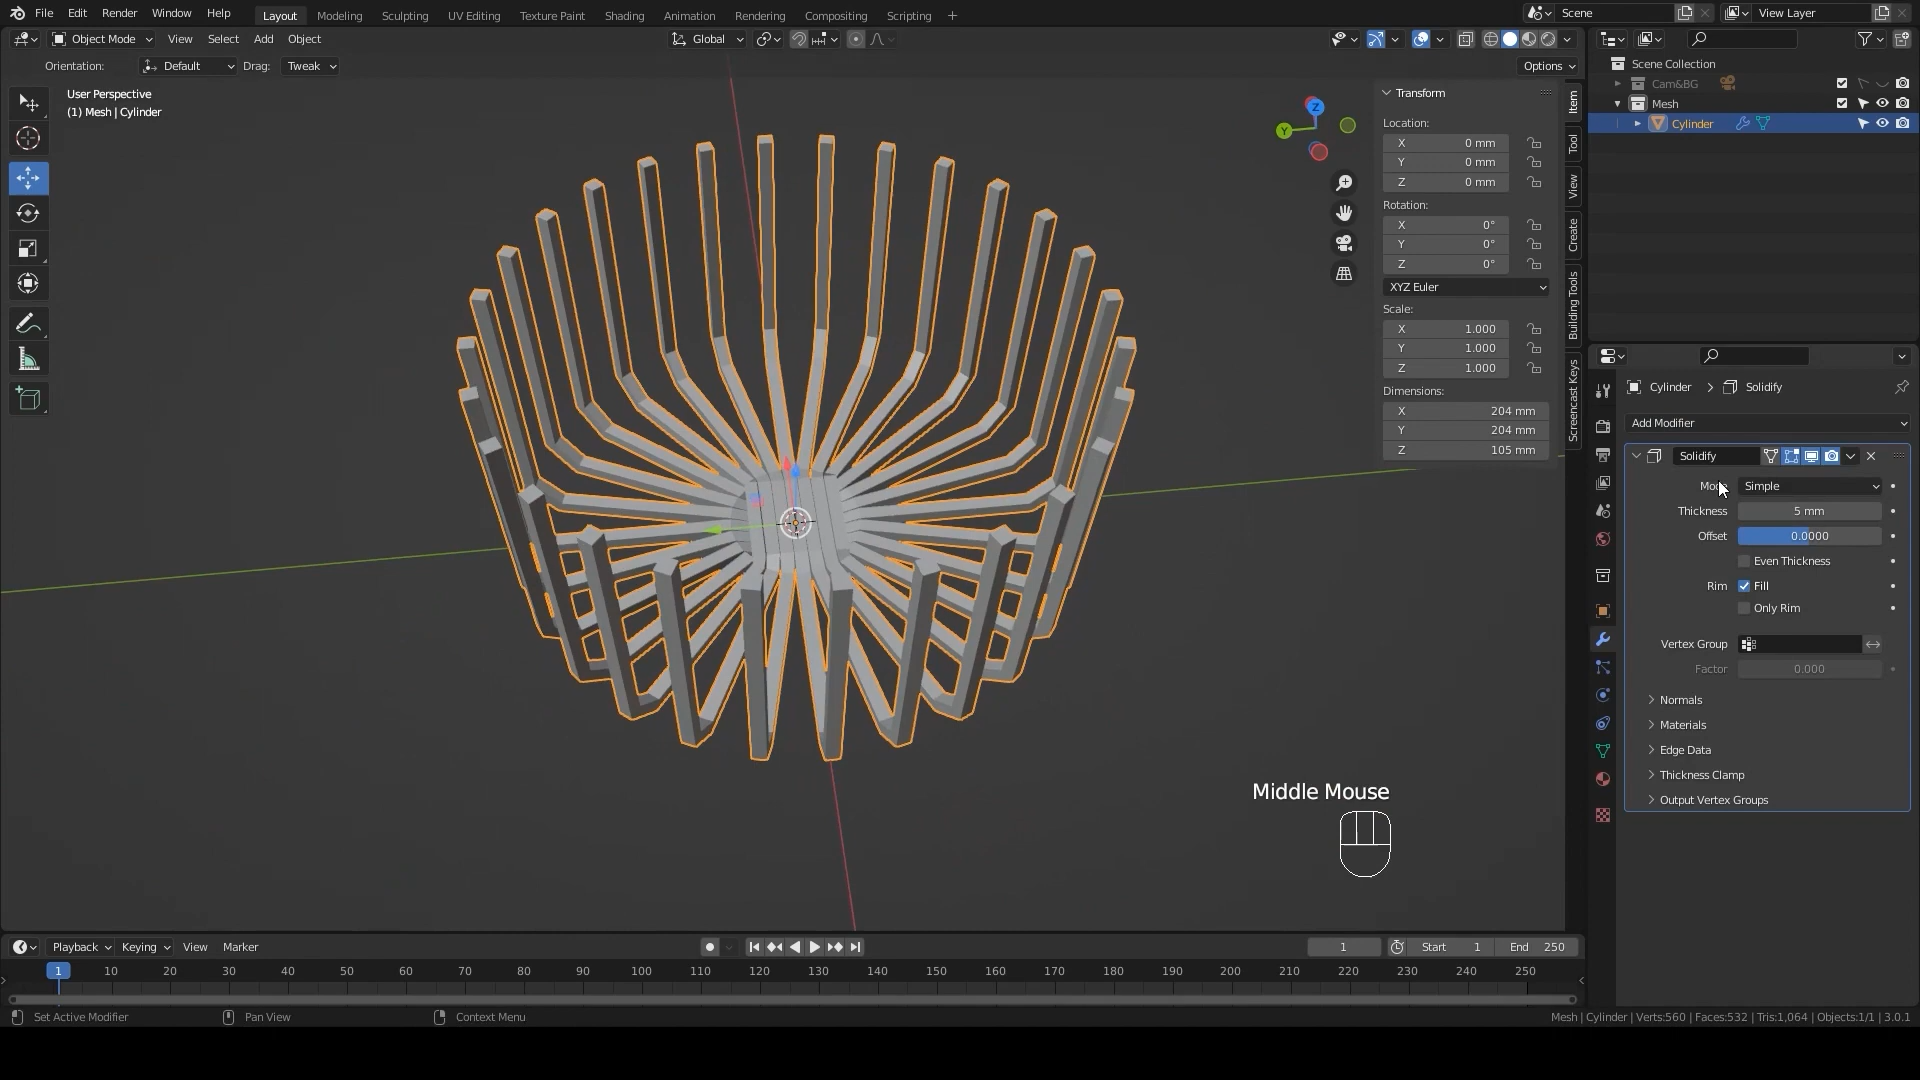 File Edit Render Window Help Layout Modeling Sculpting UV Editing Texture Paint Shading Animation Rendering Compositing Scripting + Scene View Layer
Object Mode View Select Add Object Global
Orientation: Default Drag: Tweak Options
User Perspective
(1) Mesh | Cylinder
Z
Y
Transform
Location:
X 0 mm
Y 0 mm
Z 0 mm
Rotation:
X 0°
Y 0°
Z 0°
XYZ Euler
Scale:
X 1.000
Y 1.000
Z 1.000
Dimensions:
X 204 mm
Y 204 mm
Z 105 mm
Item
Tool
View
Create
Building Tools
Screencast Keys
Scene Collection
Cam&BG
Mesh
Cylinder
Cylinder > Solidify
Add Modifier
Solidify
Mode Simple
Thickness 5 mm
Offset 0.0000
Even Thickness
Rim Fill
Only Rim
Vertex Group
Factor 0.000
Normals
Materials
Edge Data
Thickness Clamp
Output Vertex Groups
Middle Mouse
Playback Keying View Marker 1 Start 1 End 250
1 10 20 30 40 50 60 70 80 90 100 110 120 130 140 150 160 170 180 190 200 210 220 230 240 250
Set Active Modifier Pan View Context Menu Mesh | Cylinder | Verts:560 | Faces:532 | Tris:1,064 | Objects:1/1 | 3.0.1